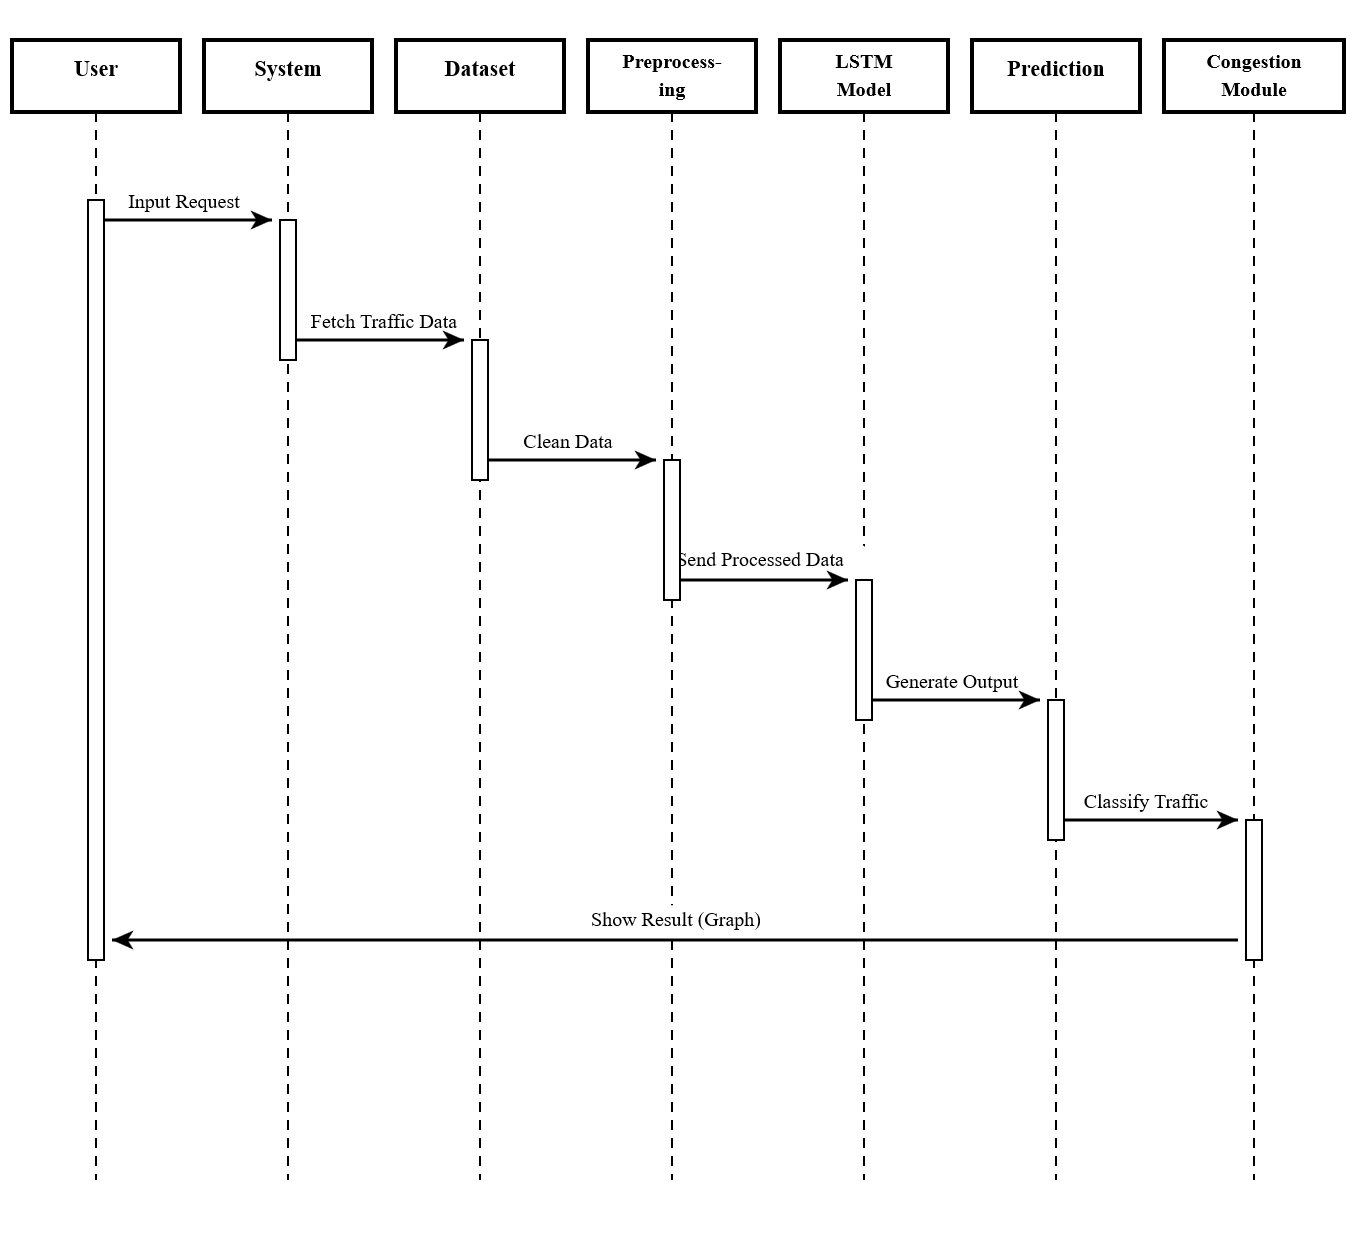 User
System
Dataset
Preprocess-
ing
LSTM
Model
Prediction
Congestion
Module
Input Request
Fetch Traffic Data
Clean Data
Send Processed Data
Generate Output
Classify Traffic
Show Result (Graph)